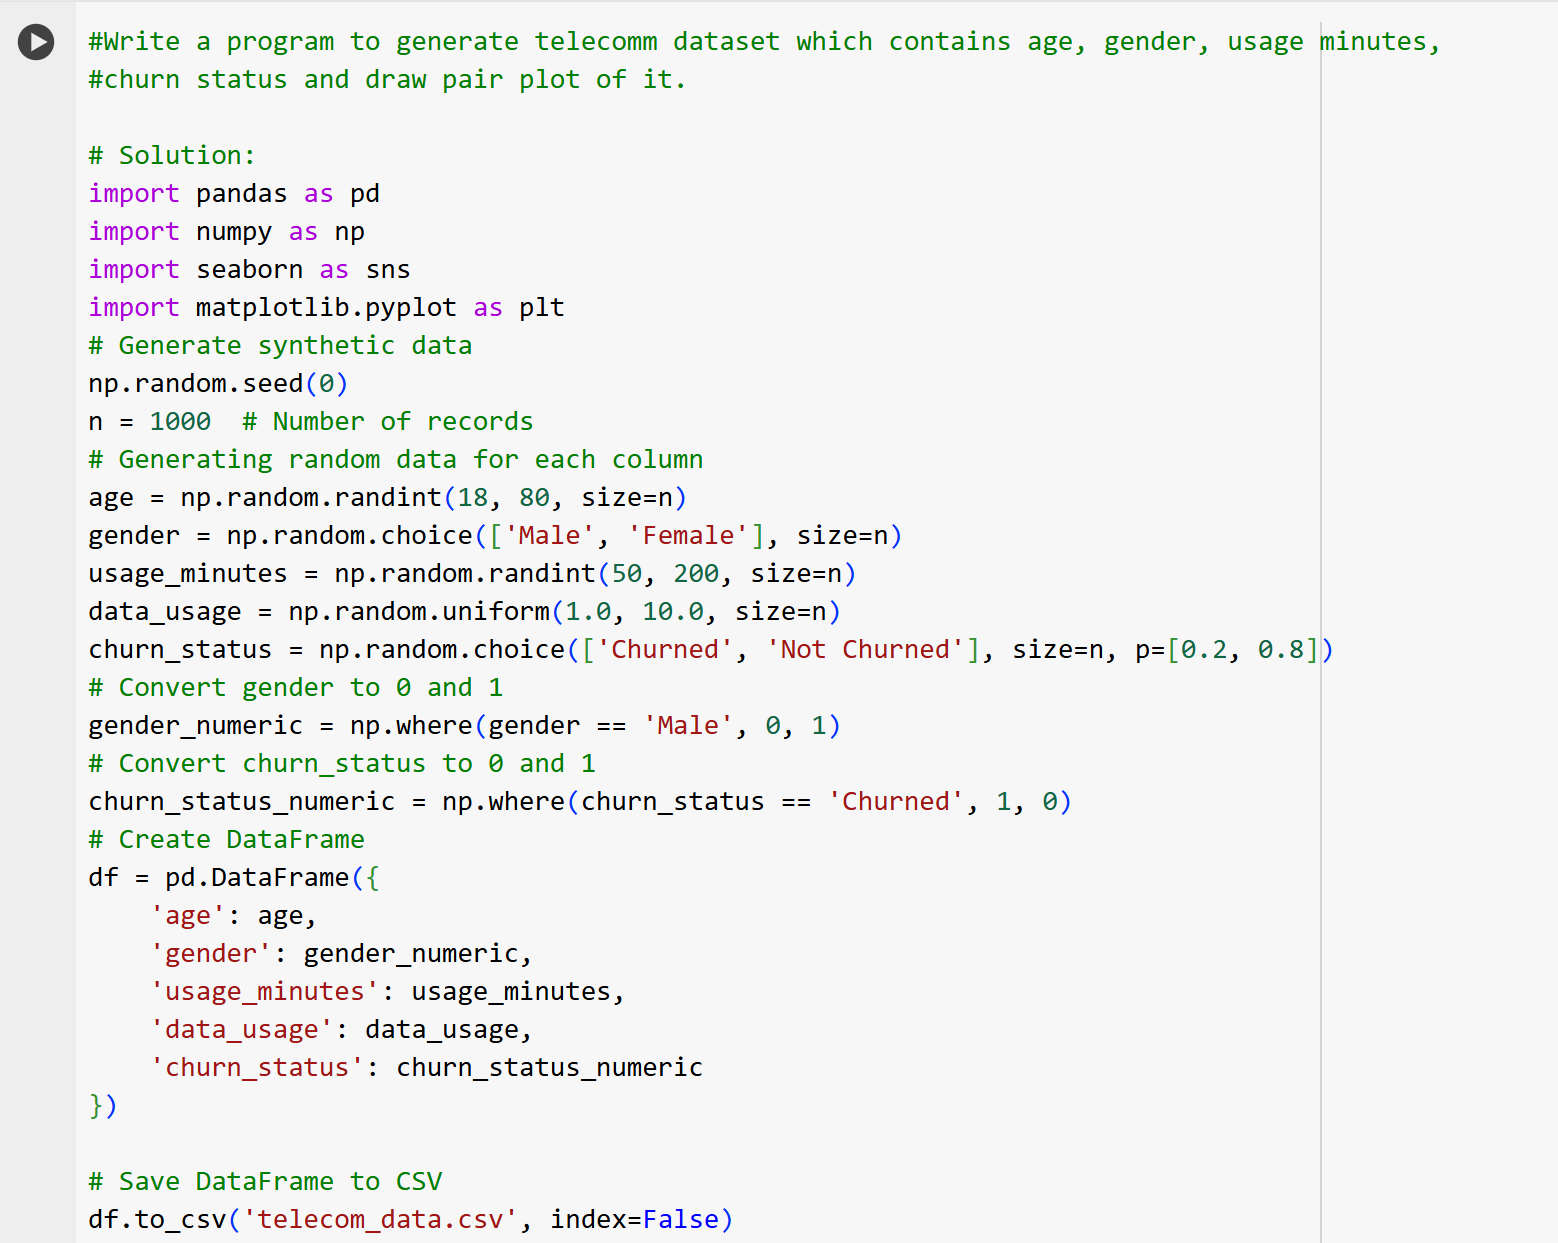 #Write a program to generate telecomm dataset which contains age, gender, usage minutes,
#churn status and draw pair plot of it.
# Solution:
import pandas as pd
import numpy as np
import seaborn as sns
import matplotlib.pyplot as plt
# Generate synthetic data
np.random.seed(0)
n = 1000  # Number of records
# Generating random data for each column
age = np.random.randint(18, 80, size=n)
gender = np.random.choice(['Male', 'Female'], size=n)
usage_minutes = np.random.randint(50, 200, size=n)
data_usage = np.random.uniform(1.0, 10.0, size=n)
churn_status = np.random.choice(['Churned', 'Not Churned'], size=n, p=[0.2, 0.8])
# Convert gender to 0 and 1
gender_numeric = np.where(gender == 'Male', 0, 1)
# Convert churn_status to 0 and 1
churn_status_numeric = np.where(churn_status == 'Churned', 1, 0)
# Create DataFrame
df = pd.DataFrame({
    'age': age,
    'gender': gender_numeric,
    'usage_minutes': usage_minutes,
    'data_usage': data_usage,
    'churn_status': churn_status_numeric
})
# Save DataFrame to CSV
df.to_csv('telecom_data.csv', index=False)